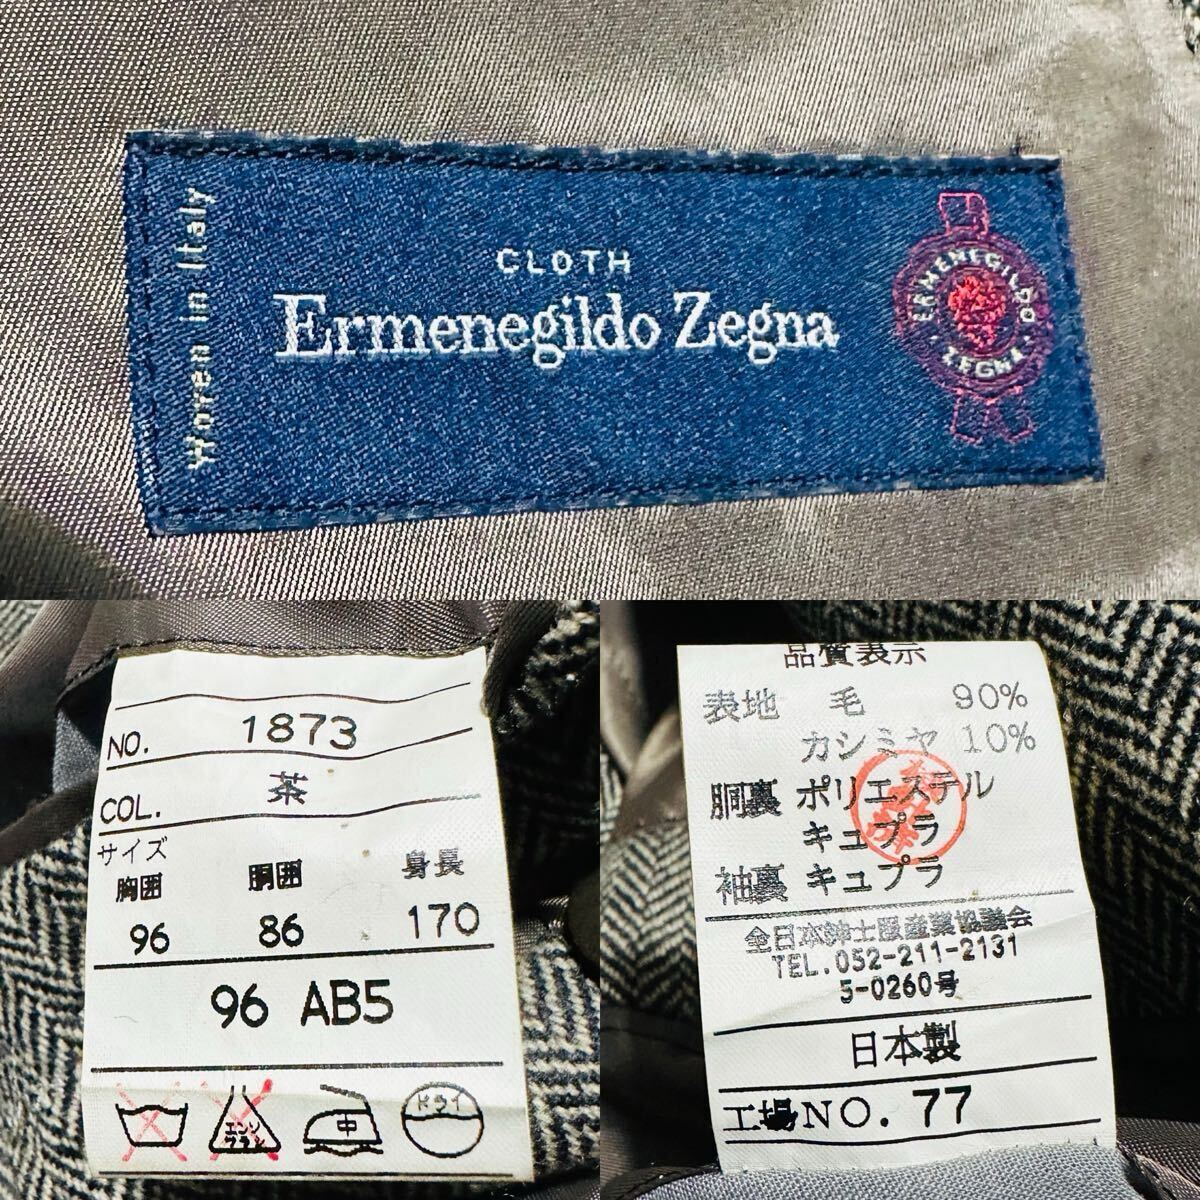 Woven in Italy
CLOTH
Ermenegildo Zegna
ERMENEGILDO
ZEGNA
NO. 1873
COL. 茶
サイズ
胸囲 胴囲 身長
96 86 170
96 AB5
エンソサラシ 中 ドライ
品質表示
表地 毛 90%
カシミヤ 10%
胴裏 ポリエステル
キュプラ
袖裏 キュプラ
全日本紳士服産業協議会
TEL.052-211-2131
5-0260号
日本製
工場NO. 77